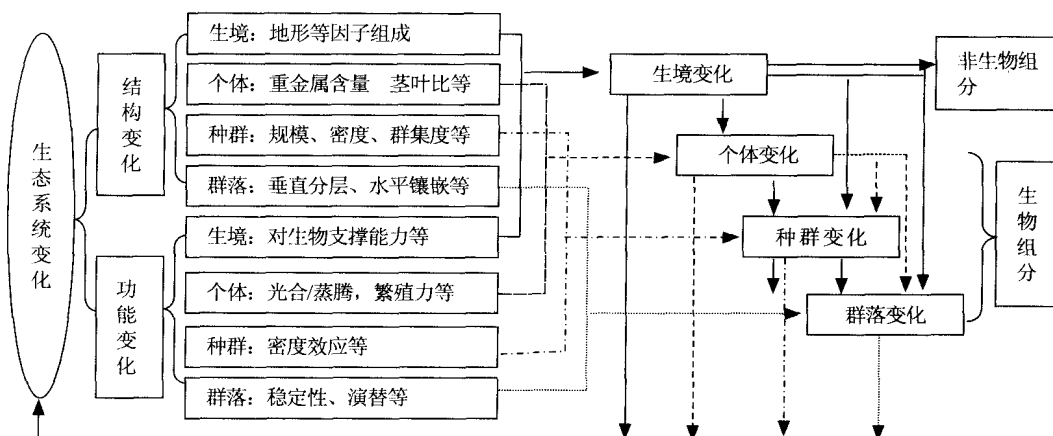 生态系统变化
结构变化
生境：地形等因子组成
个体：重金属含量　茎叶比等
种群：规模、密度、群集度等
群落：垂直分层、水平镶嵌等
功能变化
生境：对生物支撑能力等
个体：光合/蒸腾，繁殖力等
种群：密度效应等
群落：稳定性、演替等
生境变化
个体变化
种群变化
群落变化
非生物组
分
生物组分